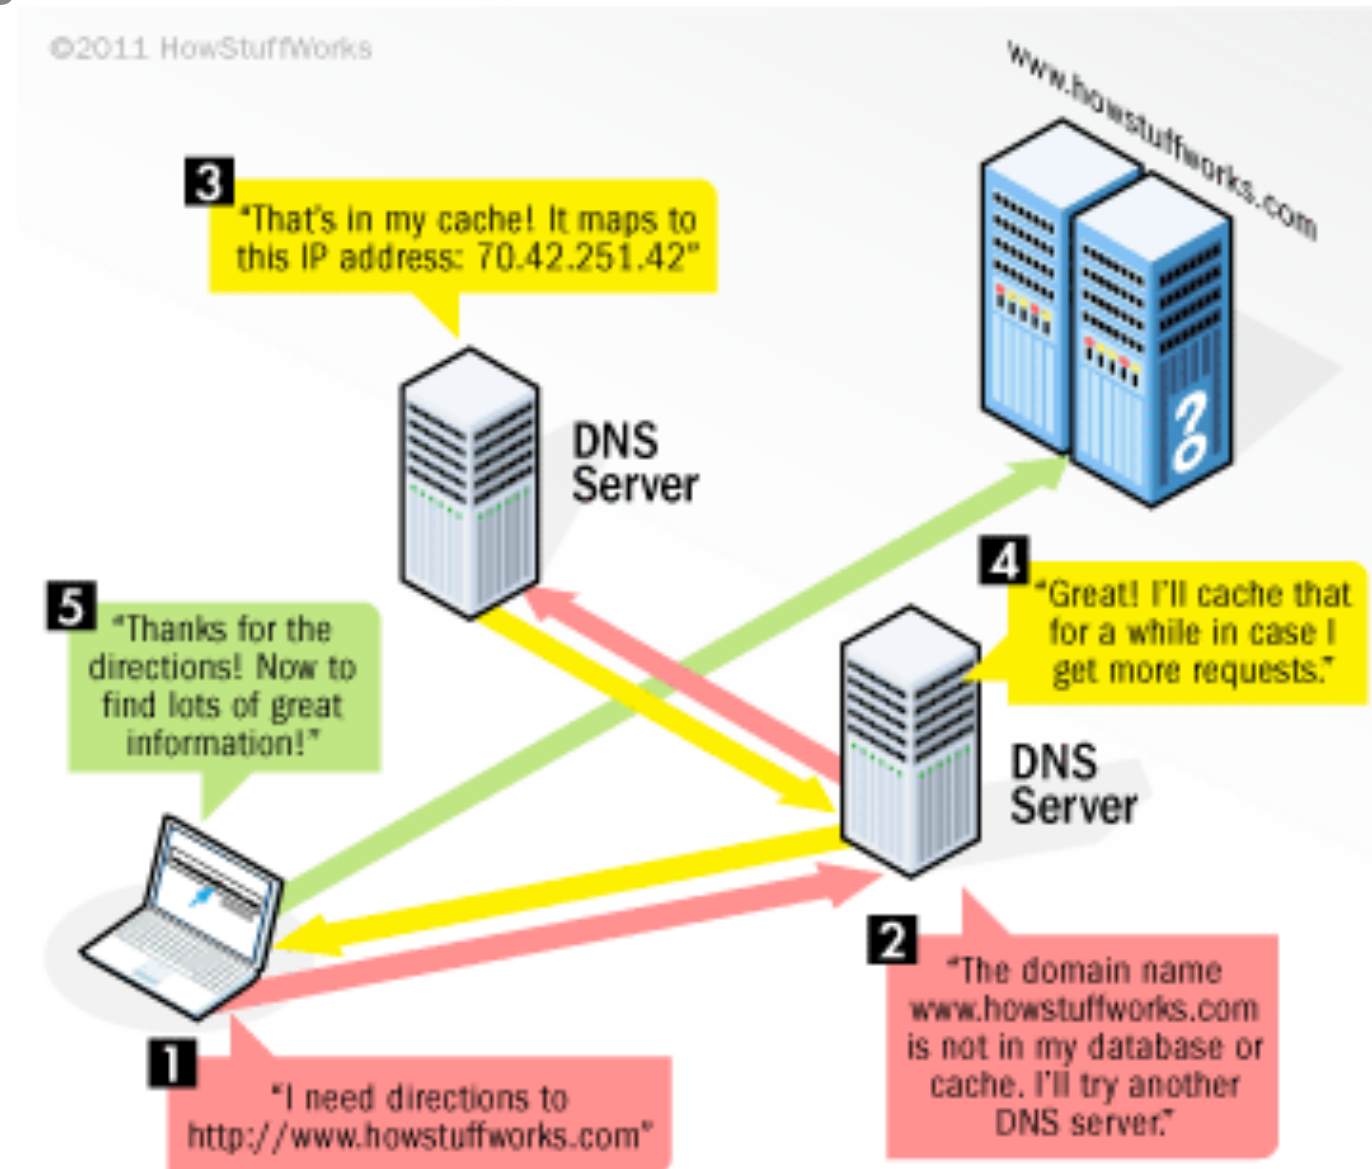 ©2011 HowStuffWorks
www.howstuffworks.com
3
"That's in my cache! It maps to
this IP address: 70.42.251.42"
DNS
Server
4
"Great! I'll cache that
for a while in case I
get more requests."
5
"Thanks for the
directions! Now to
find lots of great
information!"
DNS
Server
2
"The domain name
www.howstuffworks.com
is not in my database or
cache. I'll try another
DNS server."
1
"I need directions to
http://www.howstuffworks.com"